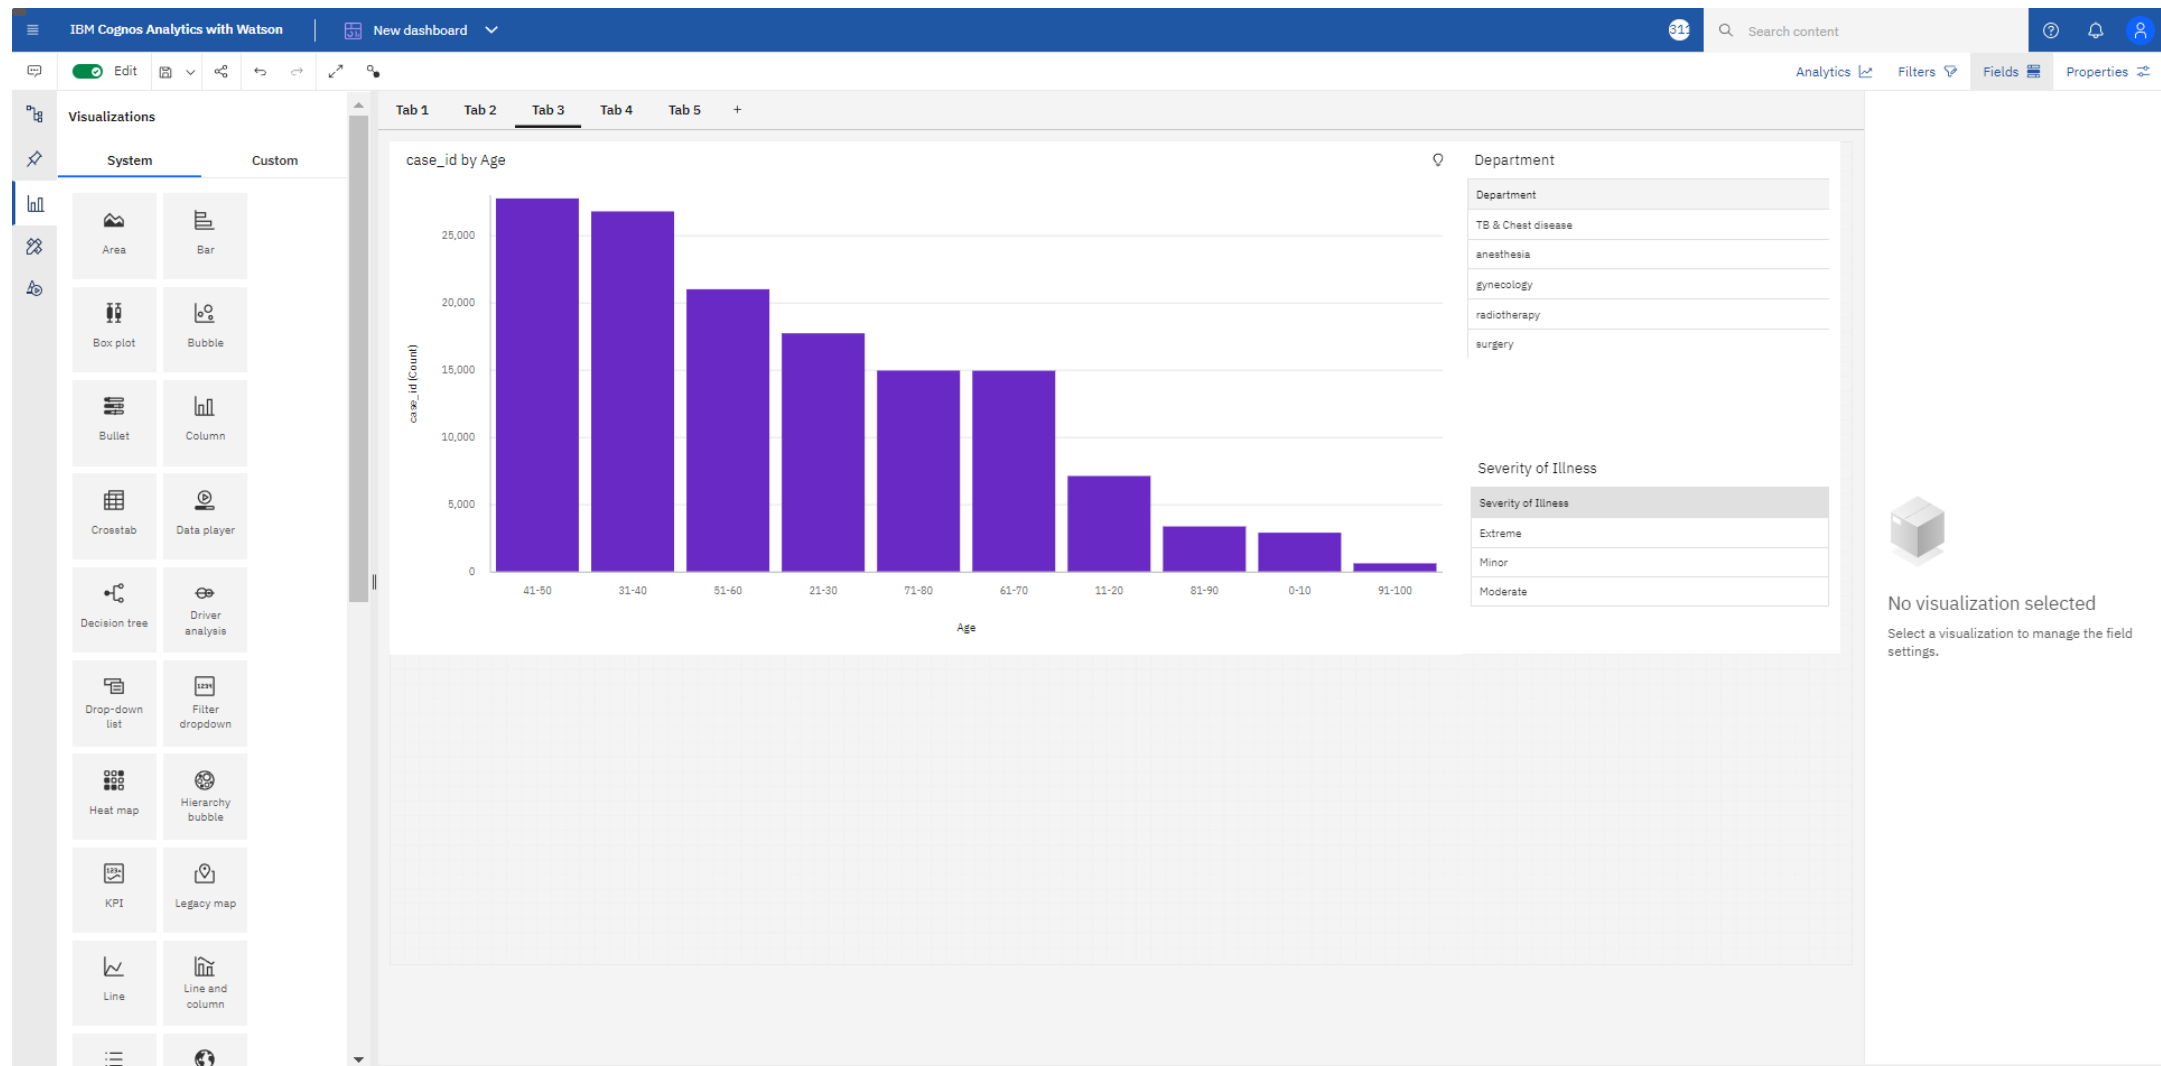 IBM Cognos Analytics with Watson
New dashboard
311
Search content
Edit
Analytics
Filters
Fields
Properties
Visualizations
System
Custom
Area
Bar
Box plot
Bubble
Bullet
Column
Crosstab
Data player
Decision tree
Driver
analysis
Drop-down
list
Filter
dropdown
Heat map
Hierarchy
bubble
KPI
Legacy map
Line
Line and
column
Tab 1
Tab 2
Tab 3
Tab 4
Tab 5
+
case_id by Age
25,000
20,000
15,000
10,000
5,000
0
case_id (Count)
41-50
31-40
51-60
21-30
71-80
61-70
11-20
81-90
0-10
91-100
Age
Department
Department
TB & Chest disease
anesthesia
gynecology
radiotherapy
surgery
Severity of Illness
Severity of Illness
Extreme
Minor
Moderate
No visualization selected
Select a visualization to manage the field
settings.